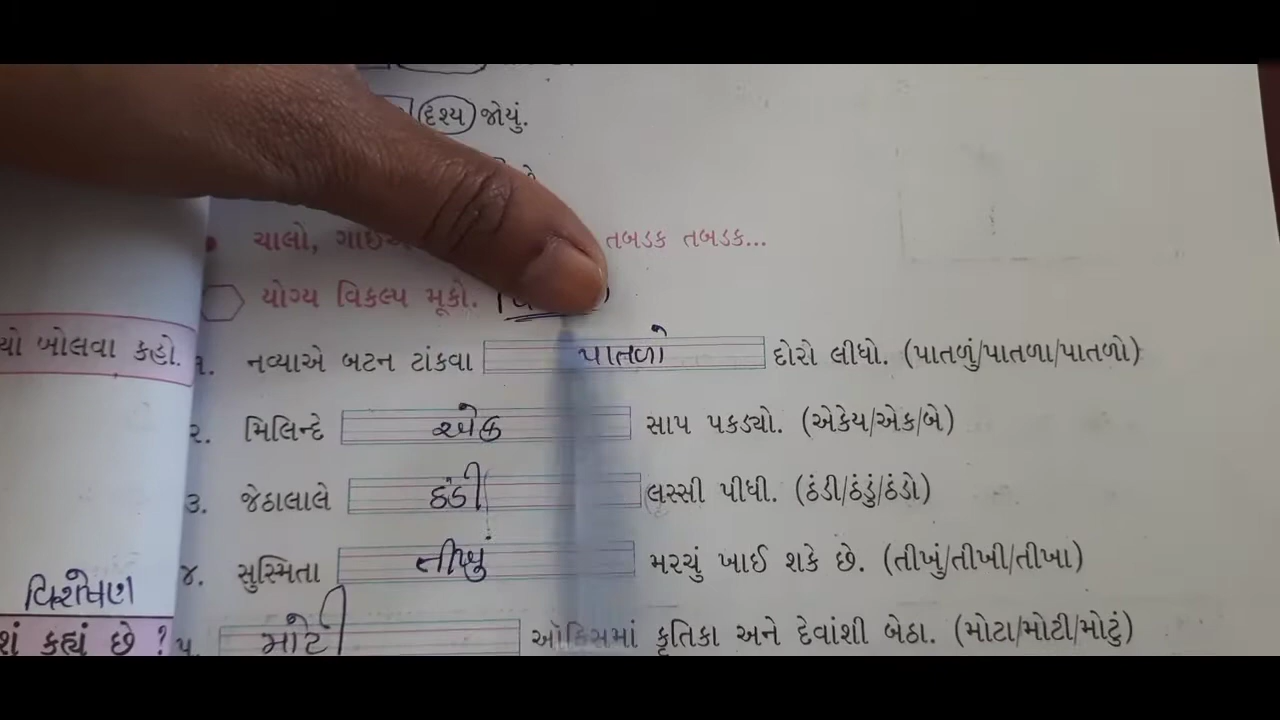 દૃશ્ય જોયું.
ચાલો, તબડક તબડક...
યોગ્ય વિકલ્પ મૂકો.
૧. નવ્યાએ બટન ટાંકવા પાતળો દોરો લીધો. (પાતળું/પાતળા/પાતળો)
૨. મિલિન્દે એક સાપ પકડ્યો. (એકેય/એક/બે)
૩. જેઠાલાલે ઠંડી લસ્સી પીધી. (ઠંડી/ઠંડું/ઠંડો)
૪. સુસ્મિતા તીખું મરચું ખાઈ શકે છે. (તીખું/તીખી/તીખા)
૫. મોટી ઑફિસમાં કૃતિકા અને દેવાંશી બેઠા. (મોટા/મોટી/મોટું)
બોલવા કહો.
વિશેષણ
કહ્યાં છે ?